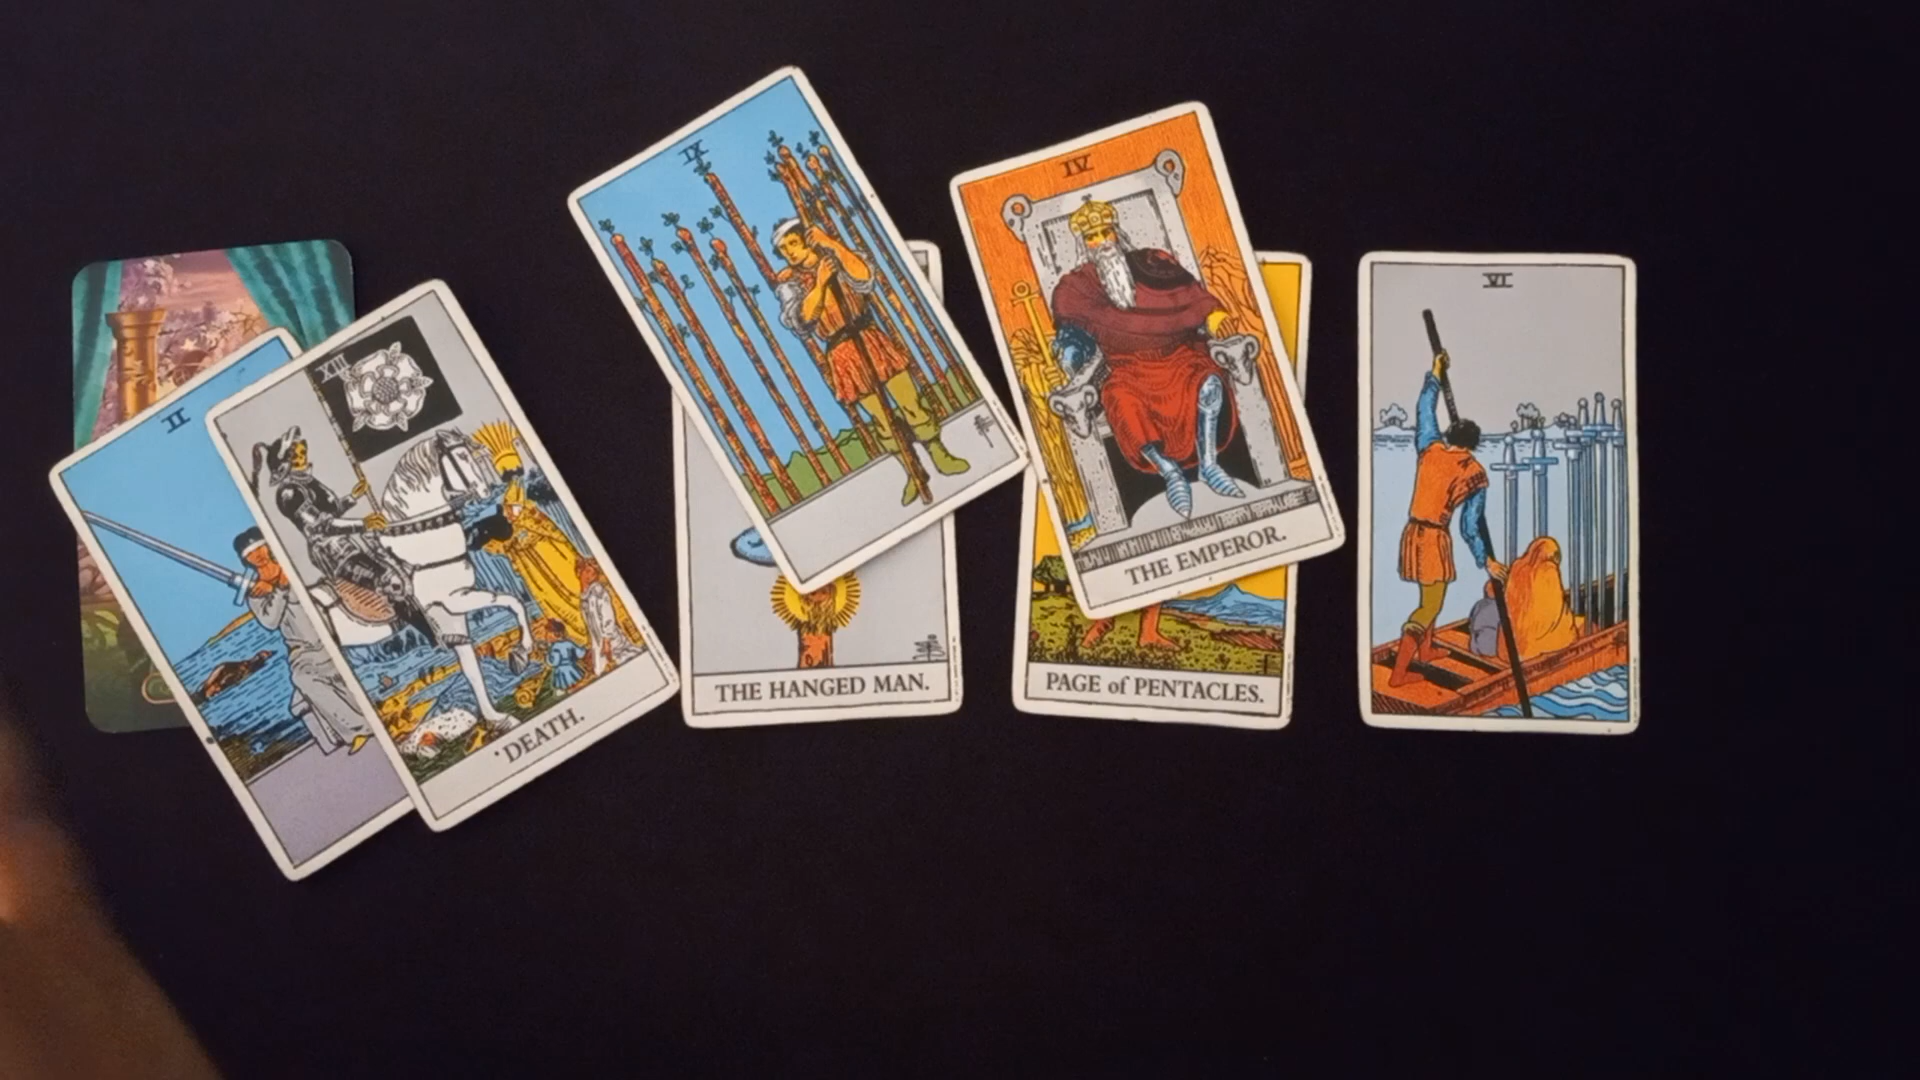 II
XIII
DEATH.
IX
THE HANGED MAN.
IV
THE EMPEROR.
PAGE of PENTACLES.
VI